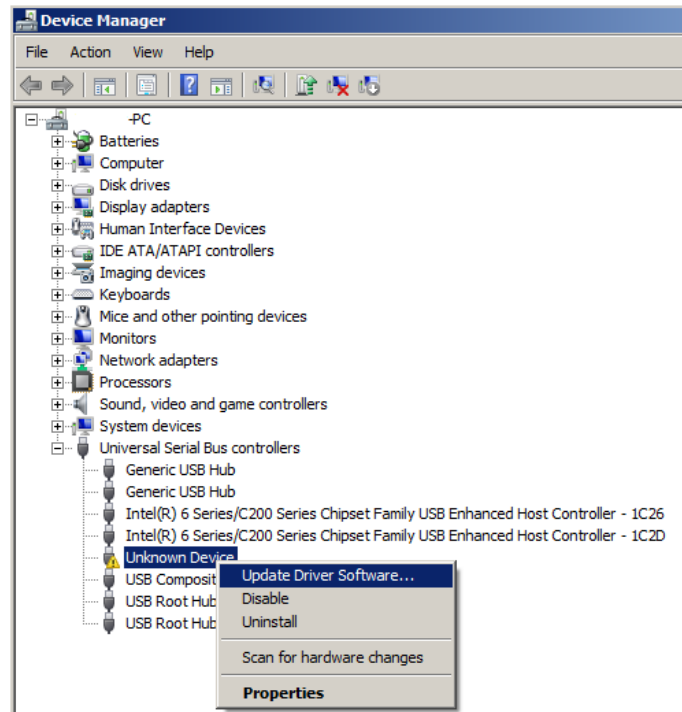 Device Manager
File Action View Help
-PC
Batteries
Computer
Disk drives
Display adapters
Human Interface Devices
IDE ATA/ATAPI controllers
Imaging devices
Keyboards
Mice and other pointing devices
Monitors
Network adapters
Processors
Sound, video and game controllers
System devices
Universal Serial Bus controllers
Generic USB Hub
Generic USB Hub
Intel(R) 6 Series/C200 Series Chipset Family USB Enhanced Host Controller - 1C26
Intel(R) 6 Series/C200 Series Chipset Family USB Enhanced Host Controller - 1C2D
Unknown Device
USB Composit
USB Root Hub
USB Root Hub
Update Driver Software...
Disable
Uninstall
Scan for hardware changes
Properties